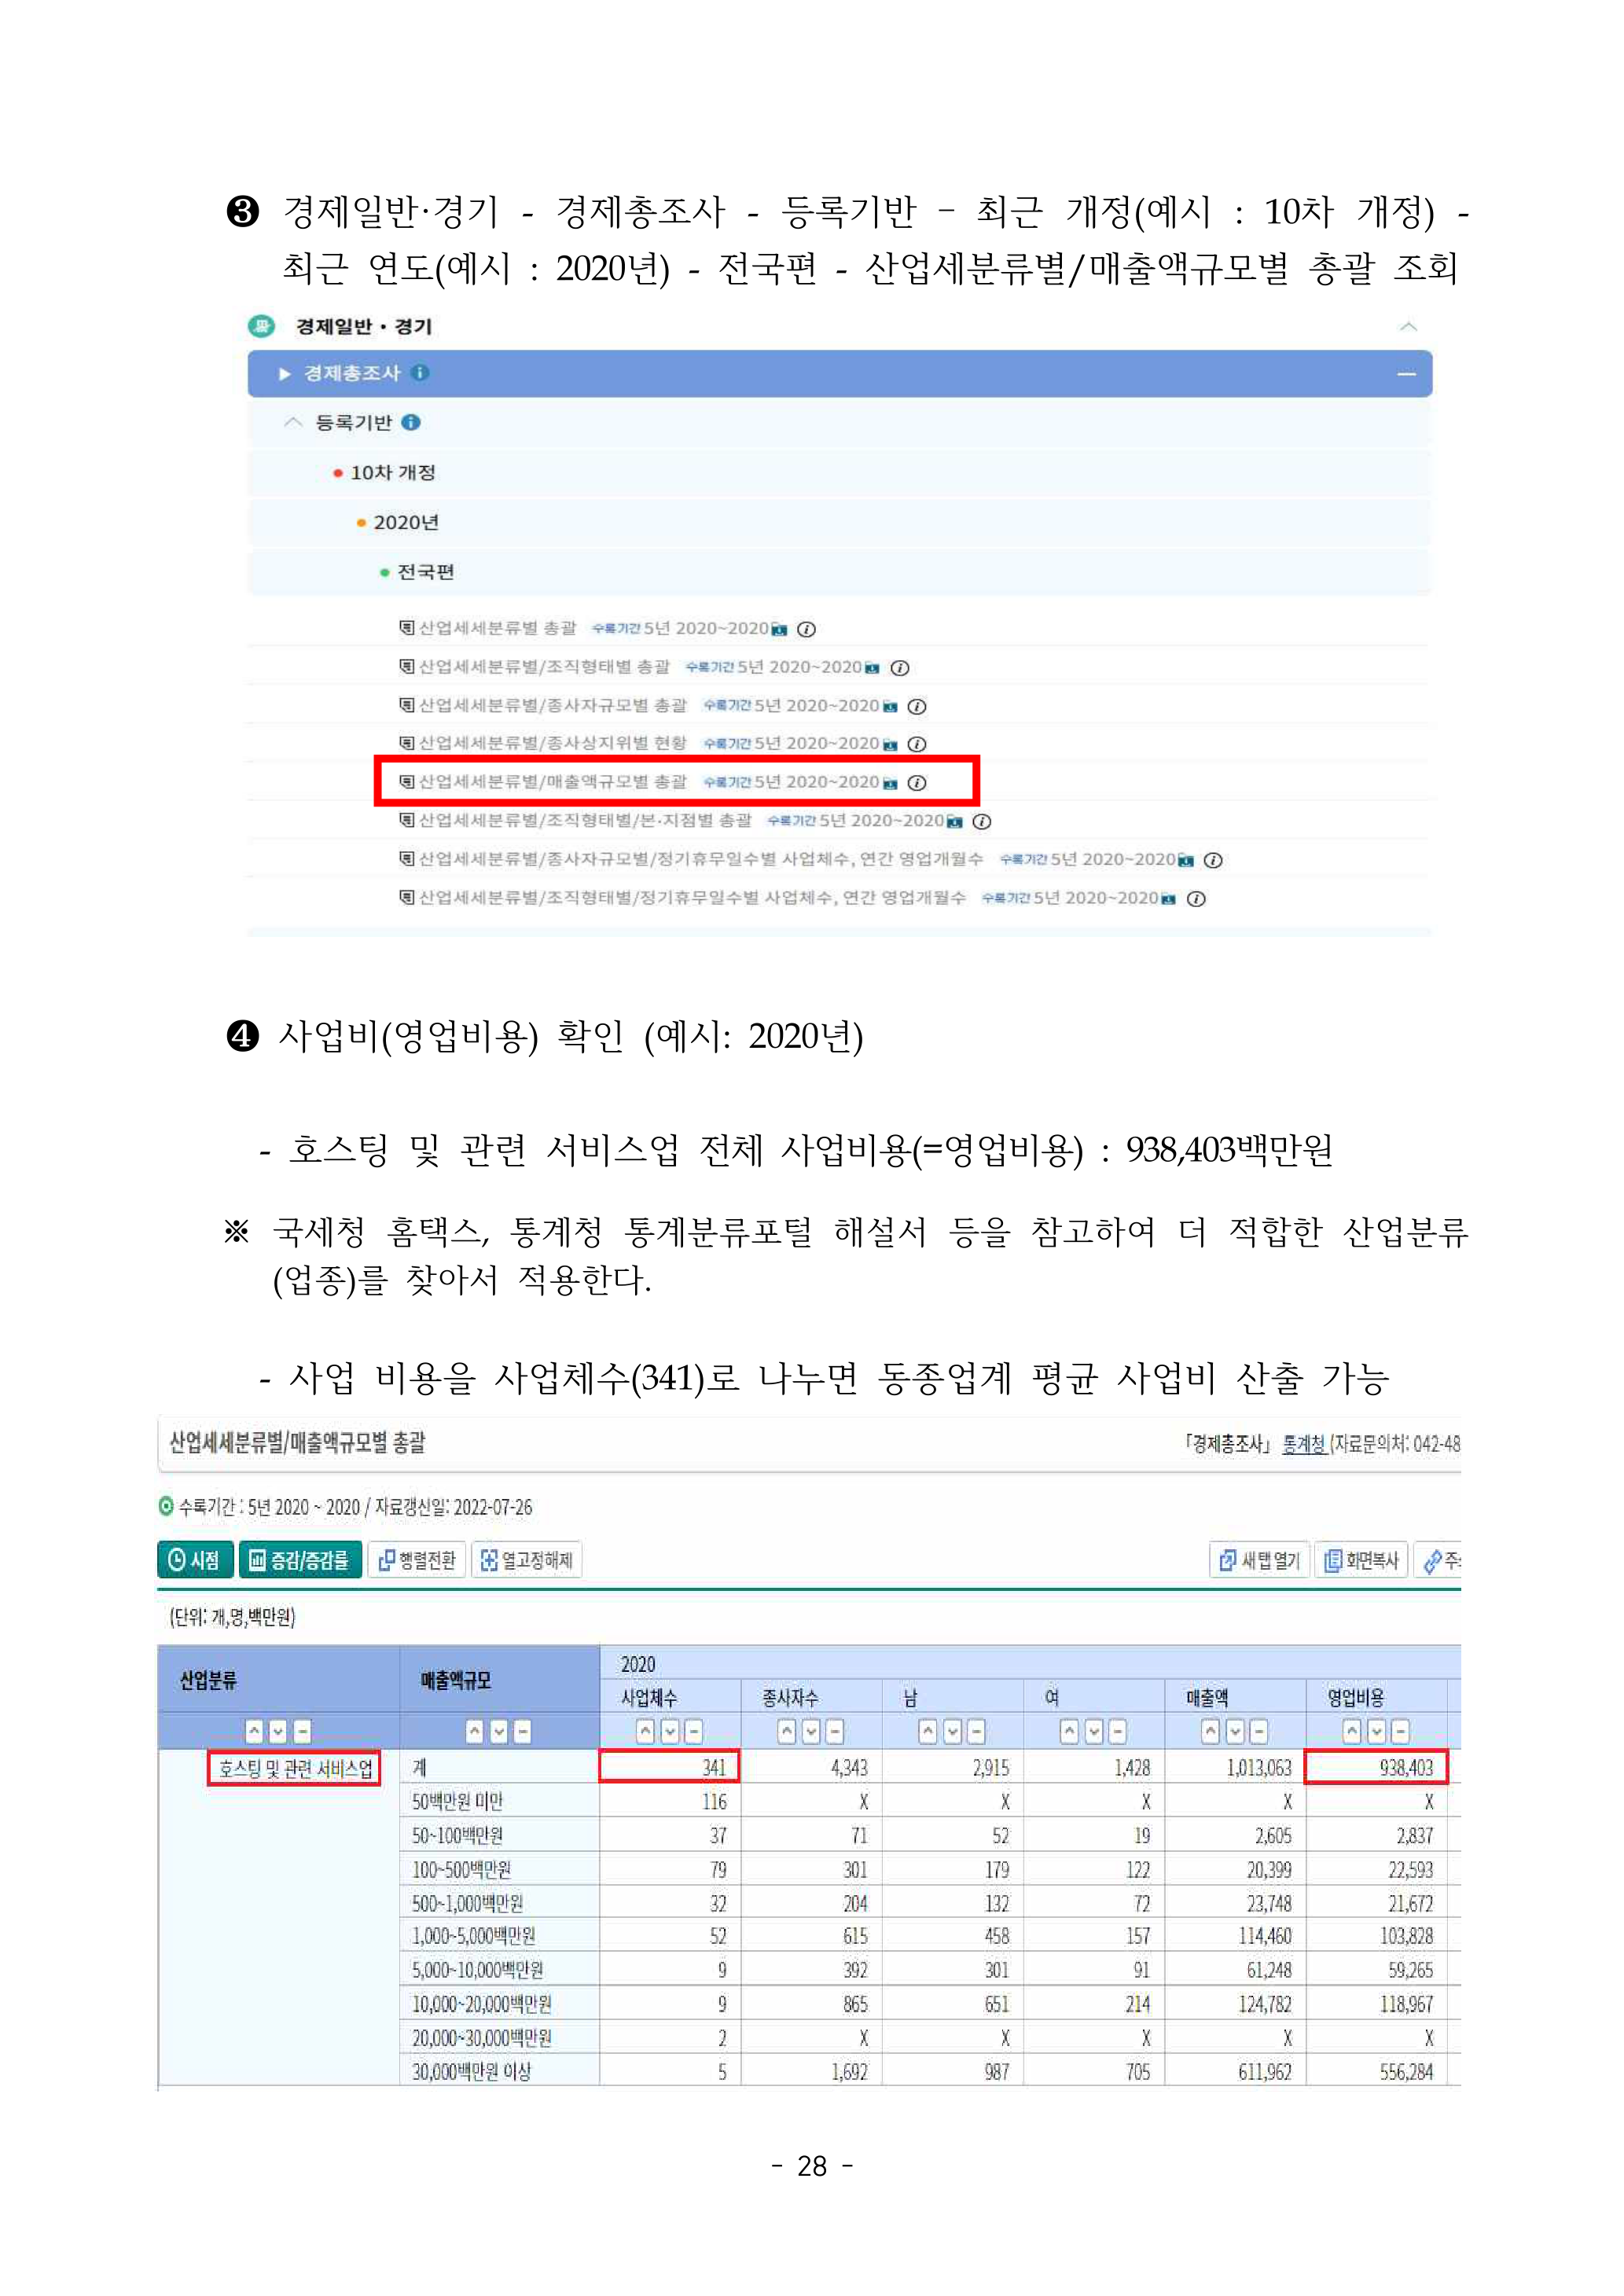 ❸ 경제일반·경기 - 경제총조사 - 등록기반 – 최근 개정(예시 : 10차 개정) -
최근 연도(예시 : 2020년) - 전국편 - 산업세분류별/매출액규모별 총괄 조회
경제일반 • 경기
▶ 경제총조사
등록기반
• 10차 개정
• 2020년
• 전국편
산업세세분류별 총괄 수록기간 5년 2020~2020
산업세세분류별/조직형태별 총괄 수록기간 5년 2020~2020
산업세세분류별/종사자규모별 총괄 수록기간 5년 2020~2020
산업세세분류별/종사상지위별 현황 수록기간 5년 2020~2020
산업세세분류별/매출액규모별 총괄 수록기간 5년 2020~2020
산업세세분류별/조직형태별/본·지점별 총괄 수록기간 5년 2020~2020
산업세세분류별/종사자규모별/정기휴무일수별 사업체수, 연간 영업개월수 수록기간 5년 2020~2020
산업세세분류별/조직형태별/정기휴무일수별 사업체수, 연간 영업개월수 수록기간 5년 2020~2020
❹ 사업비(영업비용) 확인 (예시: 2020년)
- 호스팅 및 관련 서비스업 전체 사업비용(=영업비용) : 938,403백만원
※ 국세청 홈택스, 통계청 통계분류포털 해설서 등을 참고하여 더 적합한 산업분류
(업종)를 찾아서 적용한다.
- 사업 비용을 사업체수(341)로 나누면 동종업계 평균 사업비 산출 가능
산업세세분류별/매출액규모별 총괄 「경제총조사」 통계청 (자료문의처: 042-48
수록기간 : 5년 2020 ~ 2020 / 자료갱신일: 2022-07-26
시점 증감/증감률 행렬전환 열고정해제 새탭열기 화면복사 주
(단위: 개,명,백만원)
산업분류 매출액규모 2020
사업체수 종사자수 남 여 매출액 영업비용
호스팅 및 관련 서비스업 계 341 4,343 2,915 1,428 1,013,063 938,403
50백만원 미만 116 X X X X X
50~100백만원 37 71 52 19 2,605 2,837
100~500백만원 79 301 179 122 20,399 22,593
500~1,000백만원 32 204 132 72 23,748 21,672
1,000~5,000백만원 52 615 458 157 114,460 103,828
5,000~10,000백만원 9 392 301 91 61,248 59,265
10,000~20,000백만원 9 865 651 214 124,782 118,967
20,000~30,000백만원 2 X X X X X
30,000백만원 이상 5 1,692 987 705 611,962 556,284
- 28 -